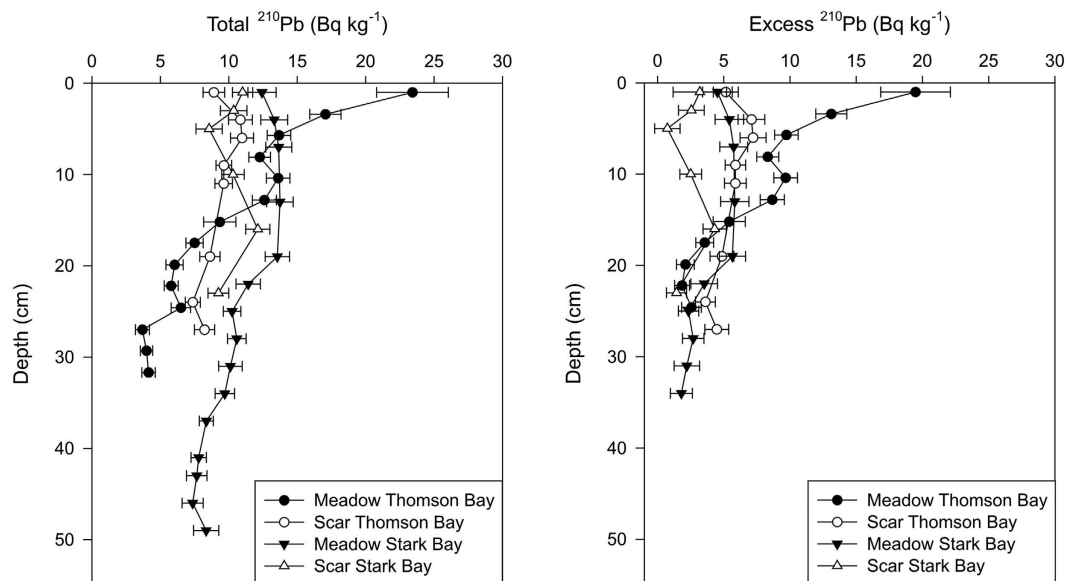 Total ²¹⁰Pb (Bq kg⁻¹)
0 5 10 15 20 25 30
0
10
20
30
40
50
Depth (cm)
Meadow Thomson Bay
Scar Thomson Bay
Meadow Stark Bay
Scar Stark Bay
Excess ²¹⁰Pb (Bq kg⁻¹)
0 5 10 15 20 25 30
0
10
20
30
40
50
Depth (cm)
Meadow Thomson Bay
Scar Thomson Bay
Meadow Stark Bay
Scar Stark Bay